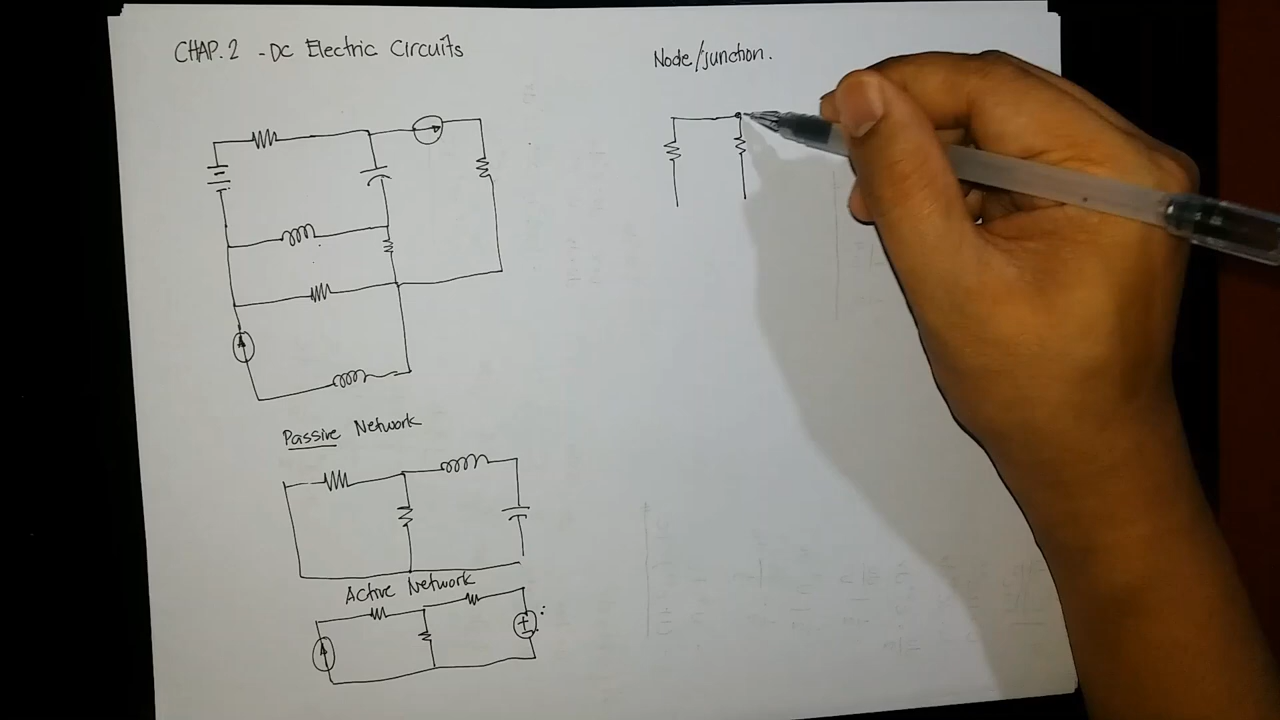 CHAP. 2 - DC Electric Circuits
Node/junction.
Passive Network
Active Network